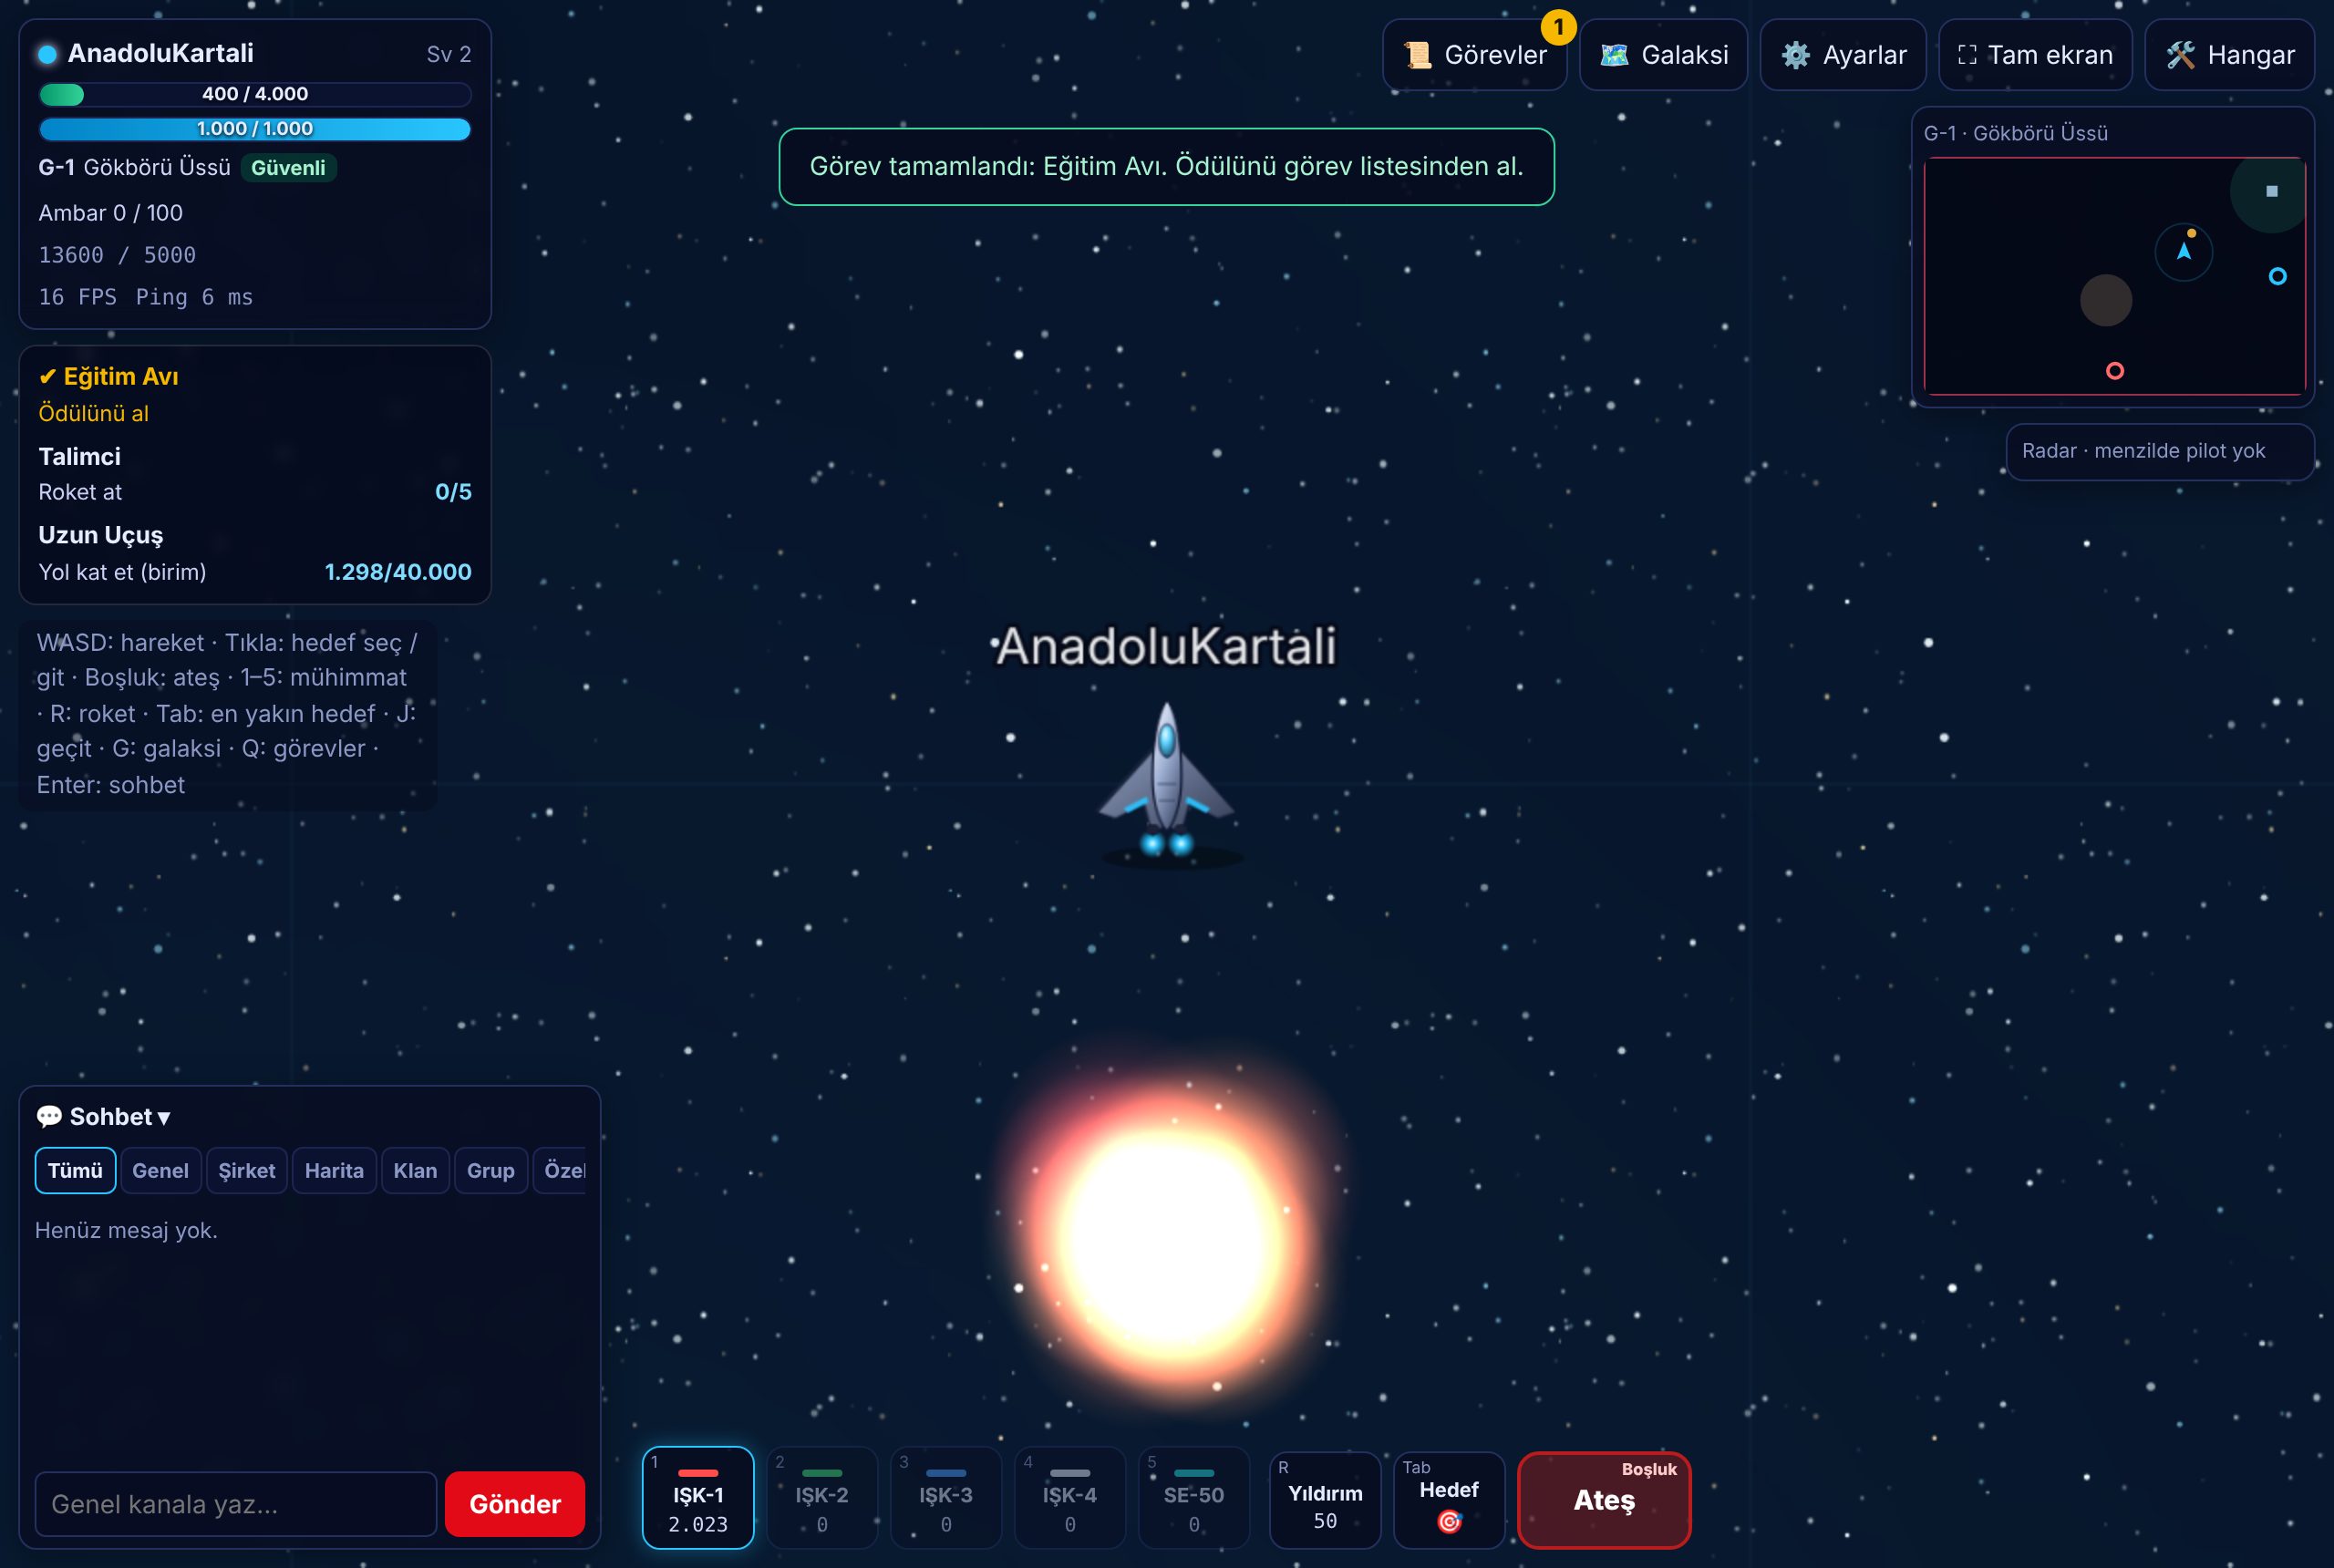 AnadoluKartali Sv 2
400 / 4.000
1.000 / 1.000
G-1 Gökbörü Üssü Güvenli
Ambar 0 / 100
13600 / 5000
16 FPS Ping 6 ms
✔ Eğitim Avı
Ödülünü al
Talimci
Roket at 0/5
Uzun Uçuş
Yol kat et (birim) 1.298/40.000
WASD: hareket · Tıkla: hedef seç /
git · Boşluk: ateş · 1–5: mühimmat
· R: roket · Tab: en yakın hedef · J:
geçit · G: galaksi · Q: görevler ·
Enter: sohbet
Görevler 1
Galaksi
Ayarlar
Tam ekran
Hangar
Görev tamamlandı: Eğitim Avı. Ödülünü görev listesinden al.
G-1 · Gökbörü Üssü
Radar · menzilde pilot yok
AnadoluKartali
Sohbet ▾
Tümü Genel Şirket Harita Klan Grup Özel
Henüz mesaj yok.
Genel kanala yaz...
Gönder
1 IŞK-1 2.023
2 IŞK-2 0
3 IŞK-3 0
4 IŞK-4 0
5 SE-50 0
R Yıldırım 50
Tab Hedef
Boşluk Ateş